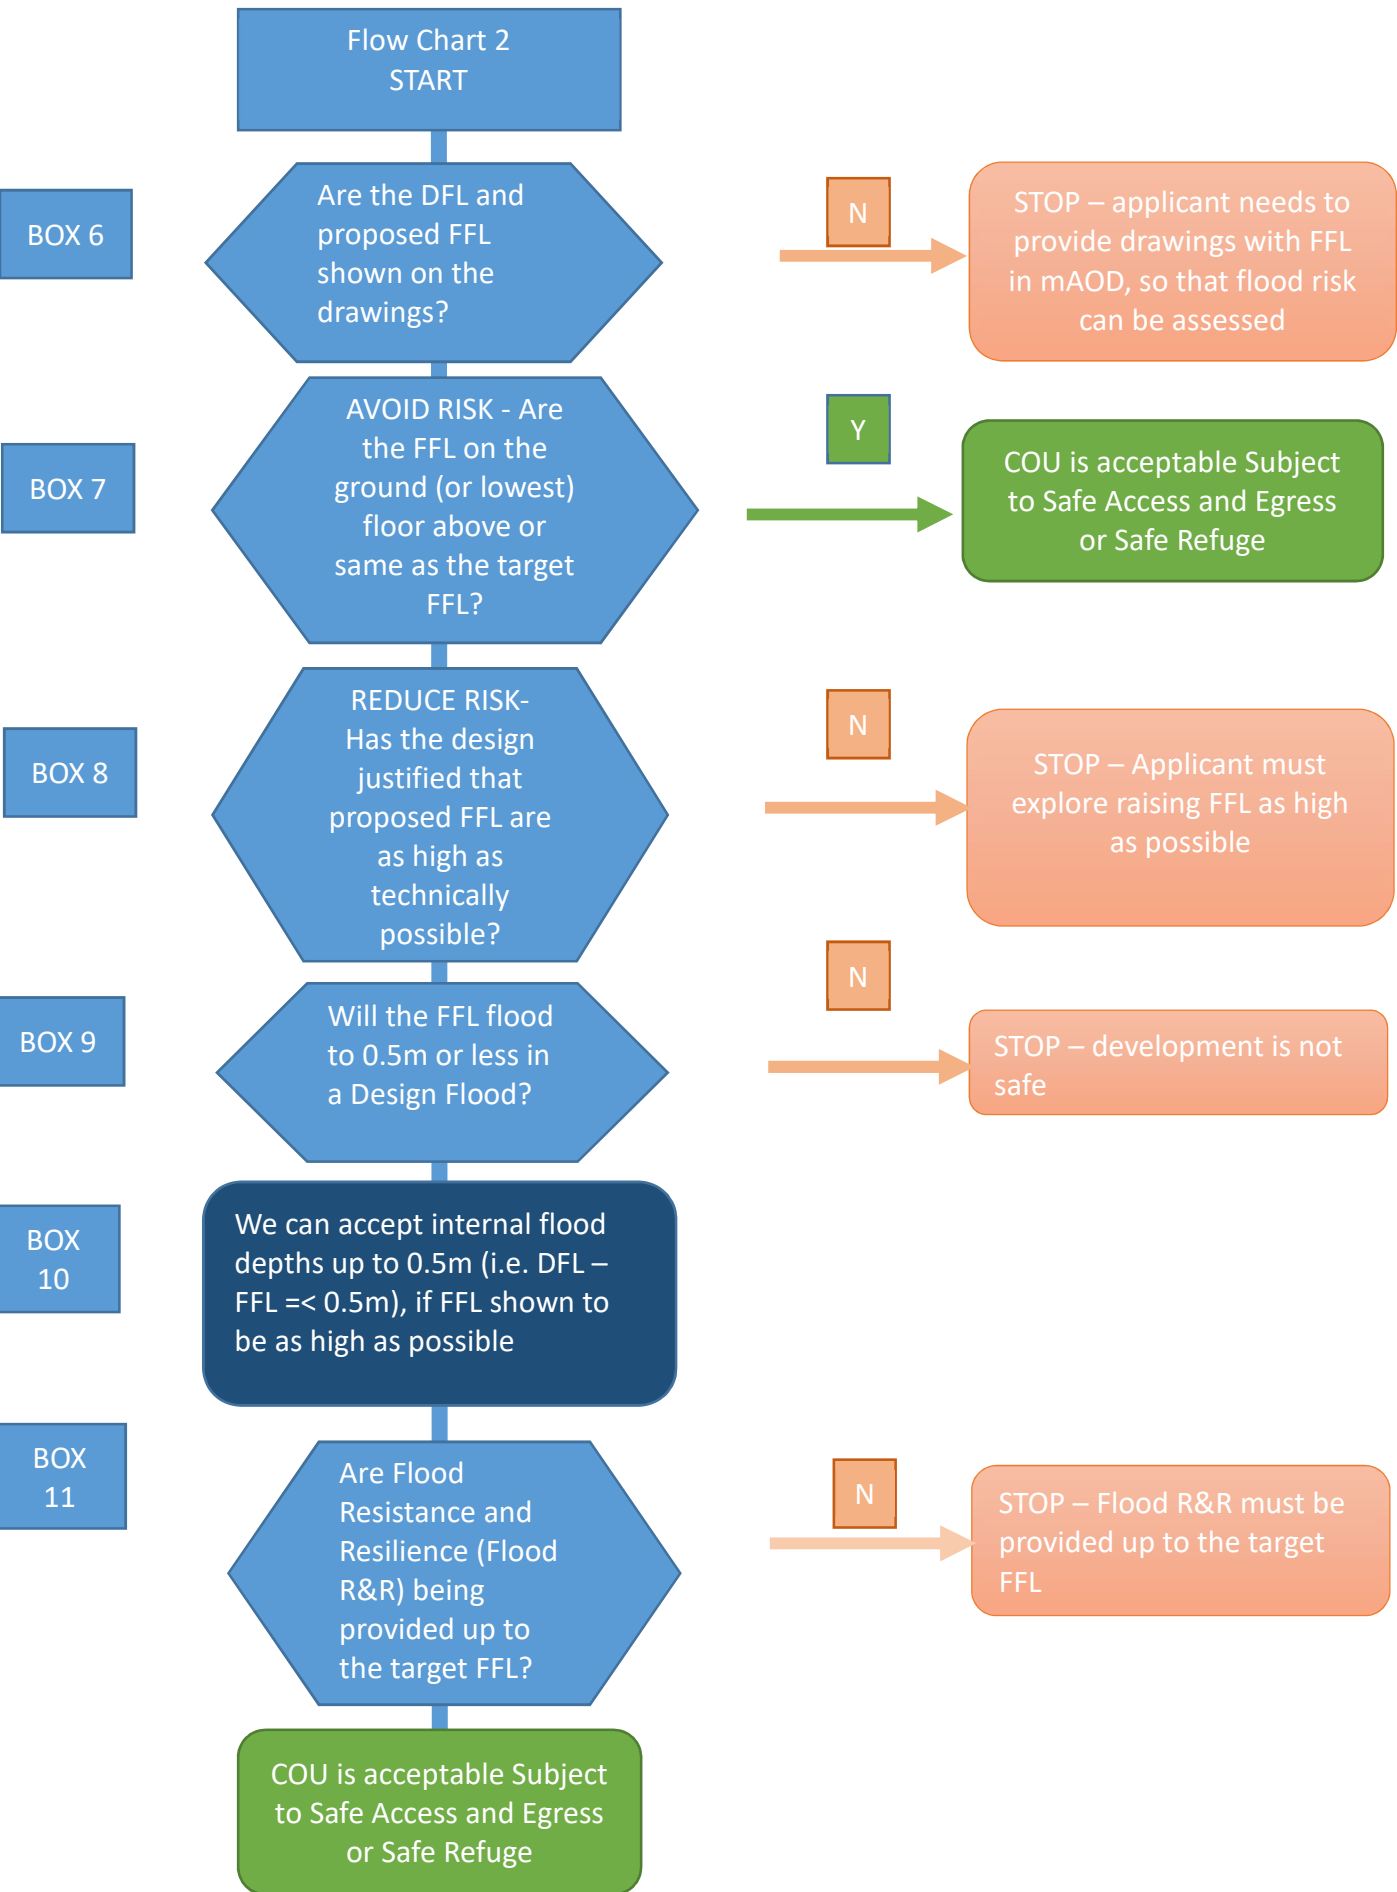 Flow Chart 2
START
BOX 6
Are the DFL and
proposed FFL
shown on the
drawings?
N
STOP – applicant needs to
provide drawings with FFL
in mAOD, so that flood risk
can be assessed
BOX 7
AVOID RISK - Are
the FFL on the
ground (or lowest)
floor above or
same as the target
FFL?
Y
COU is acceptable Subject
to Safe Access and Egress
or Safe Refuge
BOX 8
REDUCE RISK-
Has the design
justified that
proposed FFL are
as high as
technically
possible?
N
STOP – Applicant must
explore raising FFL as high
as possible
BOX 9
Will the FFL flood
to 0.5m or less in
a Design Flood?
N
STOP – development is not
safe
BOX
10
We can accept internal flood
depths up to 0.5m (i.e. DFL –
FFL =< 0.5m), if FFL shown to
be as high as possible
BOX
11
Are Flood
Resistance and
Resilience (Flood
R&R) being
provided up to
the target FFL?
N
STOP – Flood R&R must be
provided up to the target
FFL
COU is acceptable Subject
to Safe Access and Egress
or Safe Refuge